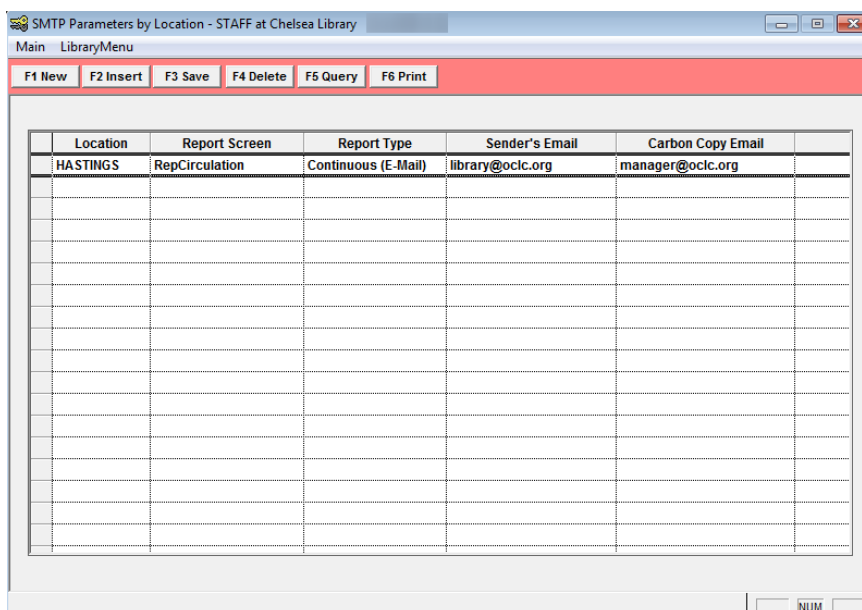 SMTP Parameters by Location - STAFF at Chelsea Library
Main LibraryMenu
F1 New F2 Insert F3 Save F4 Delete F5 Query F6 Print
Location Report Screen Report Type Sender's Email Carbon Copy Email
HASTINGS RepCirculation Continuous (E-Mail) library@oclc.org manager@oclc.org
NUM